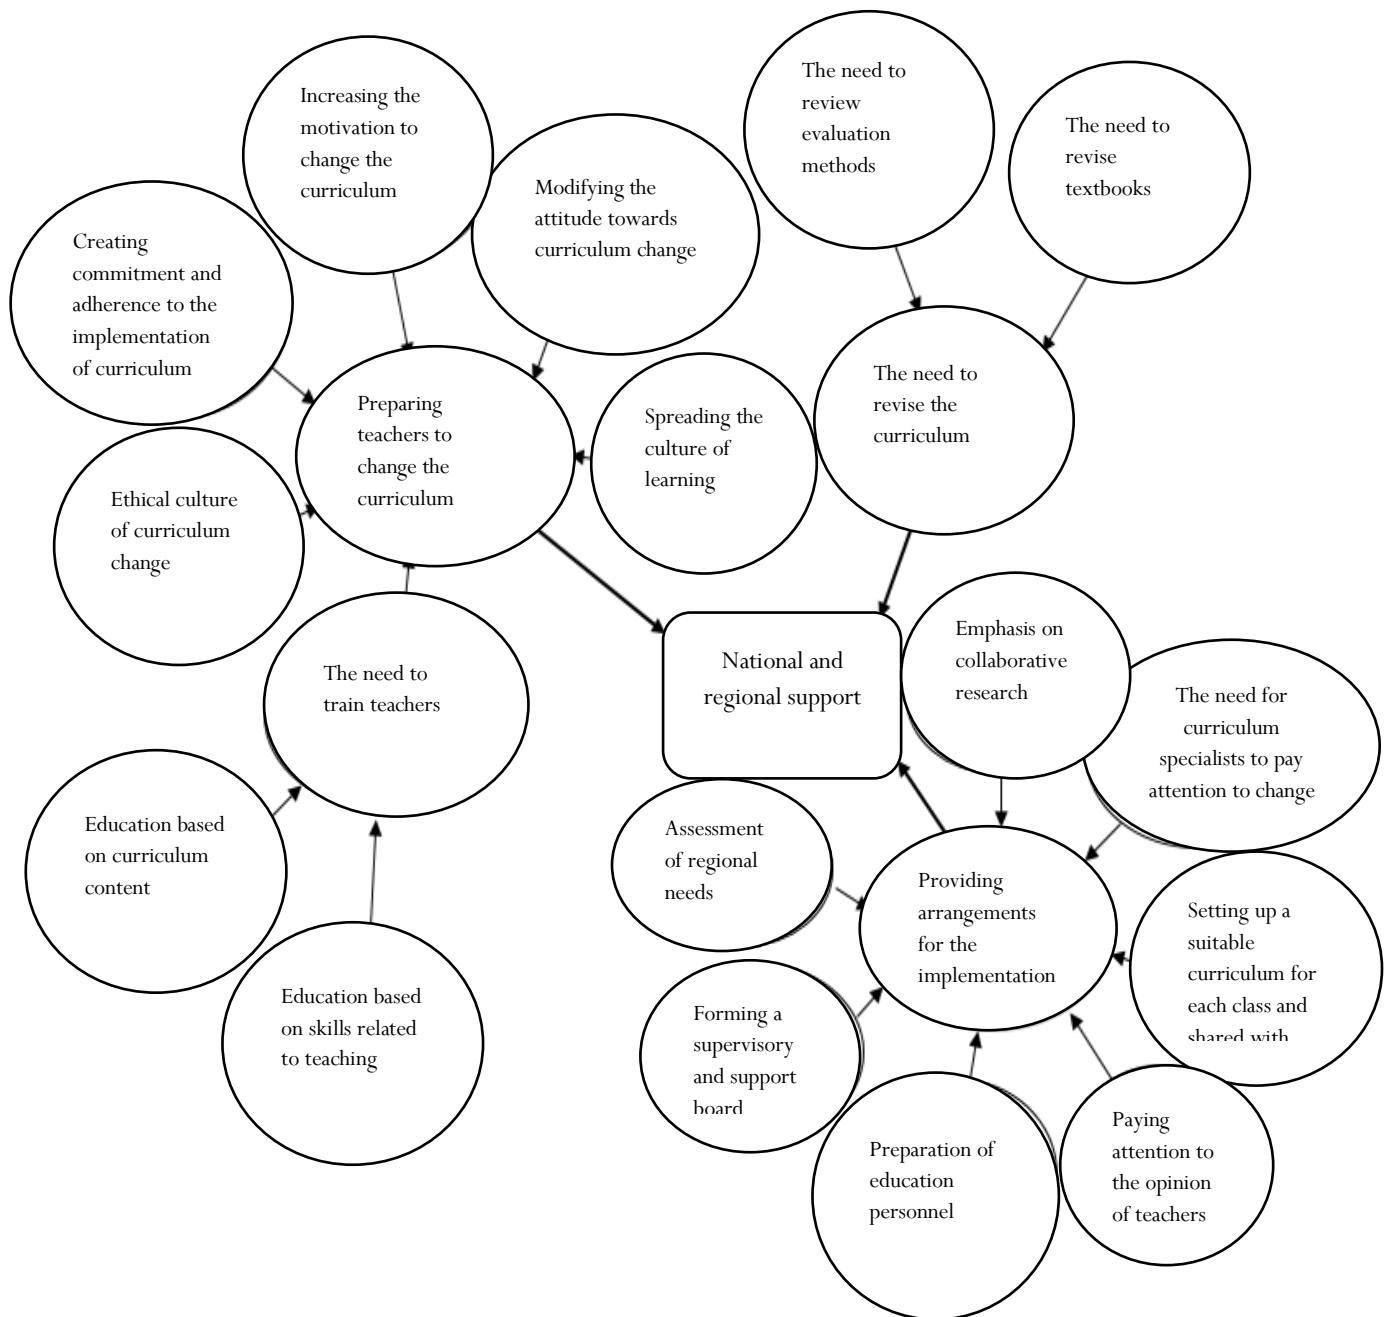 The need to
review
evaluation
methods
Increasing the
motivation to
change the
curriculum
The need to
revise
textbooks
Modifying the
attitude towards
curriculum change
Creating
commitment and
adherence to the
implementation
of curriculum
The need to
revise the
curriculum
Preparing
teachers to
change the
curriculum
Spreading the
culture of
learning
Ethical culture
of curriculum
change
Emphasis on
collaborative
research
National and
regional support
The need to
train teachers
The need for
curriculum
specialists to pay
attention to change
Education based
on curriculum
content
Assessment
of regional
needs
Providing
arrangements
for the
implementation
Setting up a
suitable
curriculum for
each class and
shared with
Education based
on skills related
to teaching
Forming a
supervisory
and support
board
Paying
attention to
the opinion
of teachers
Preparation of
education
personnel